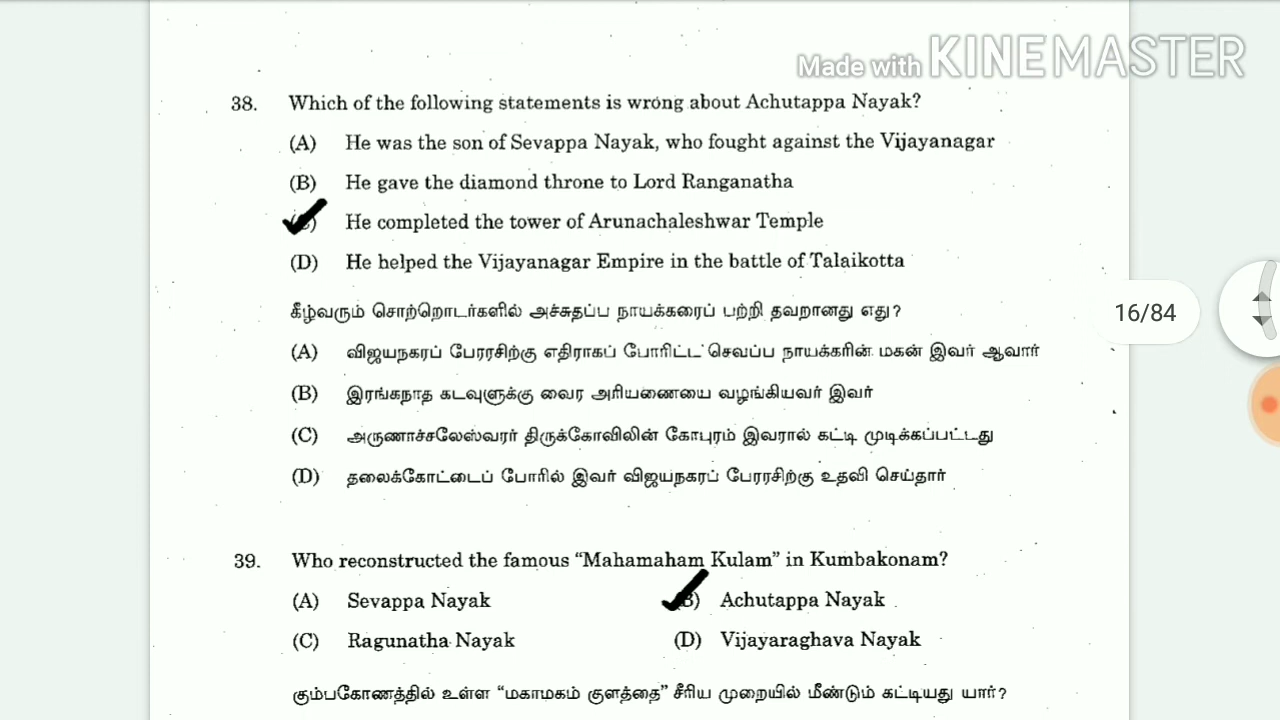 Made with KINEMASTER
38. Which of the following statements is wrong about Achutappa Nayak?
(A) He was the son of Sevappa Nayak, who fought against the Vijayanagar
(B) He gave the diamond throne to Lord Ranganatha
(C) He completed the tower of Arunachaleshwar Temple
(D) He helped the Vijayanagar Empire in the battle of Talaikotta
கீழ்வரும் சொற்றொடர்களில் அச்சுதப்ப நாயக்கரைப் பற்றி தவறானது எது?
(A) விஜயநகரப் பேரரசிற்கு எதிராகப் போரிட்ட செவப்ப நாயக்கரின் மகன் இவர் ஆவார்
(B) இரங்கநாத கடவுளுக்கு வைர அரியணையை வழங்கியவர் இவர்
(C) அருணாச்சலேஸ்வரர் திருக்கோவிலின் கோபுரம் இவரால் கட்டி முடிக்கப்பட்டது
(D) தலைக்கோட்டைப் போரில் இவர் விஜயநகரப் பேரரசிற்கு உதவி செய்தார்
16/84
39. Who reconstructed the famous “Mahamaham Kulam” in Kumbakonam?
(A) Sevappa Nayak (B) Achutappa Nayak
(C) Ragunatha Nayak (D) Vijayaraghava Nayak
கும்பகோணத்தில் உள்ள “மகாமகம் குளத்தை” சீரிய முறையில் மீண்டும் கட்டியது யார்?